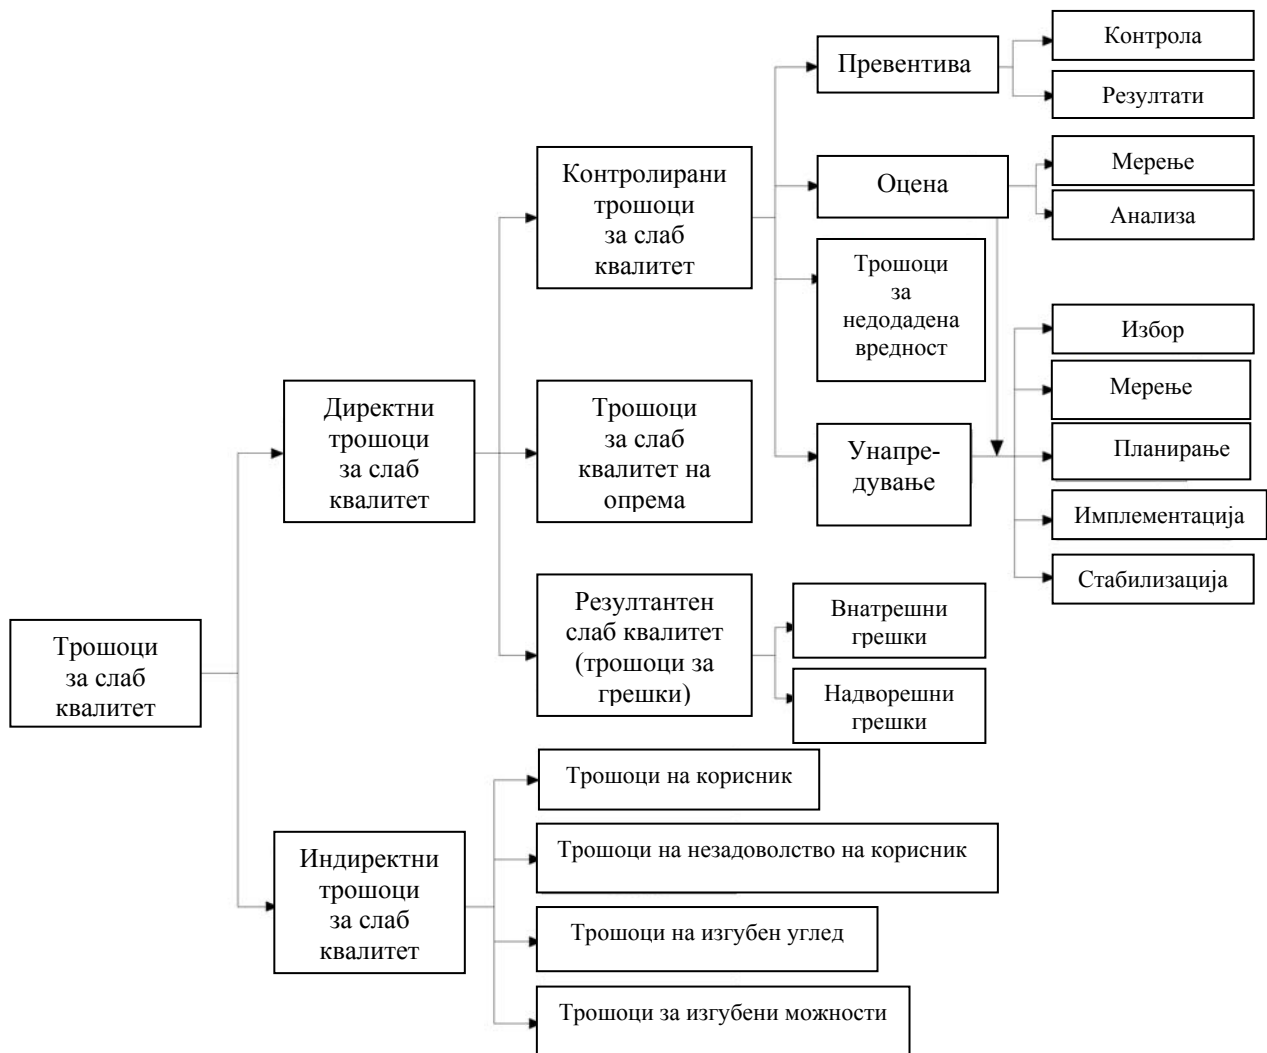 Трошоци
за слаб
квалитет
Директни
трошоци
за слаб
квалитет
Контролирани
трошоци
за слаб
квалитет
Превентива
Контрола
Резултати
Оцена
Мерење
Анализа
Трошоци
за
недодадена
вредност
Унапре-
дување
Избор
Мерење
Планирање
Имплементација
Стабилизација
Трошоци
за слаб
квалитет на
опрема
Резултантен
слаб квалитет
(трошоци за
грешки)
Внатрешни
грешки
Надворешни
грешки
Индиректни
трошоци
за слаб
квалитет
Трошоци на корисник
Трошоци на незадоволство на корисник
Трошоци на изгубен углед
Трошоци за изгубени можности